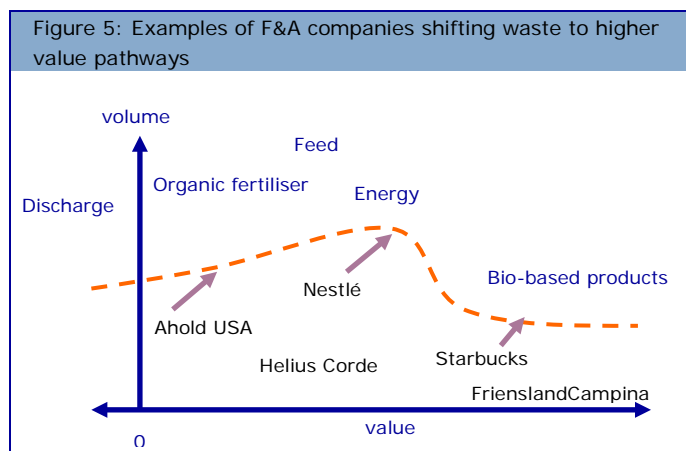 Figure 5: Examples of F&A companies shifting waste to higher
value pathways
volume
Feed
Organic fertiliser
Energy
Discharge
Bio-based products
Nestlé
Ahold USA
Helius Corde
Starbucks
FrienslandCampina
value
0